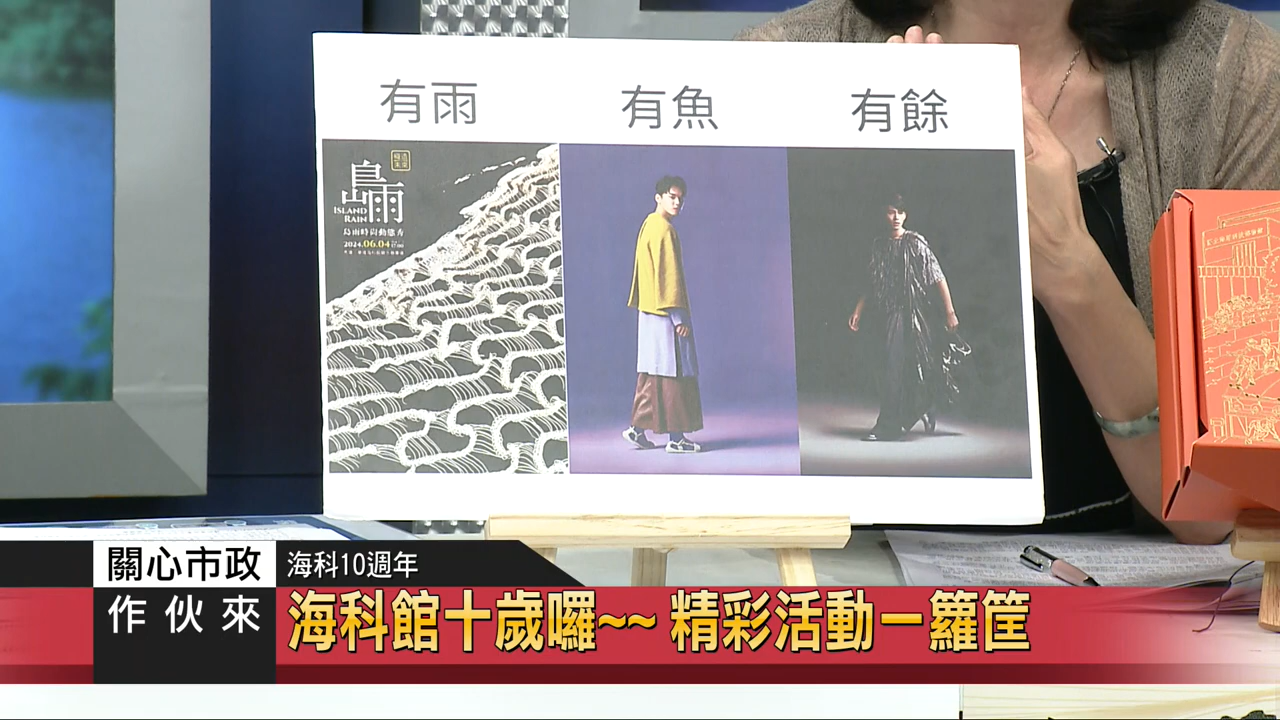 有雨
有魚
有餘
島雨
ISLAND
RAIN
島雨時尚動態秀
2024.06.04
關心市政
作伙來
海科10週年
海科館十歲囉~~ 精彩活動一籮筐